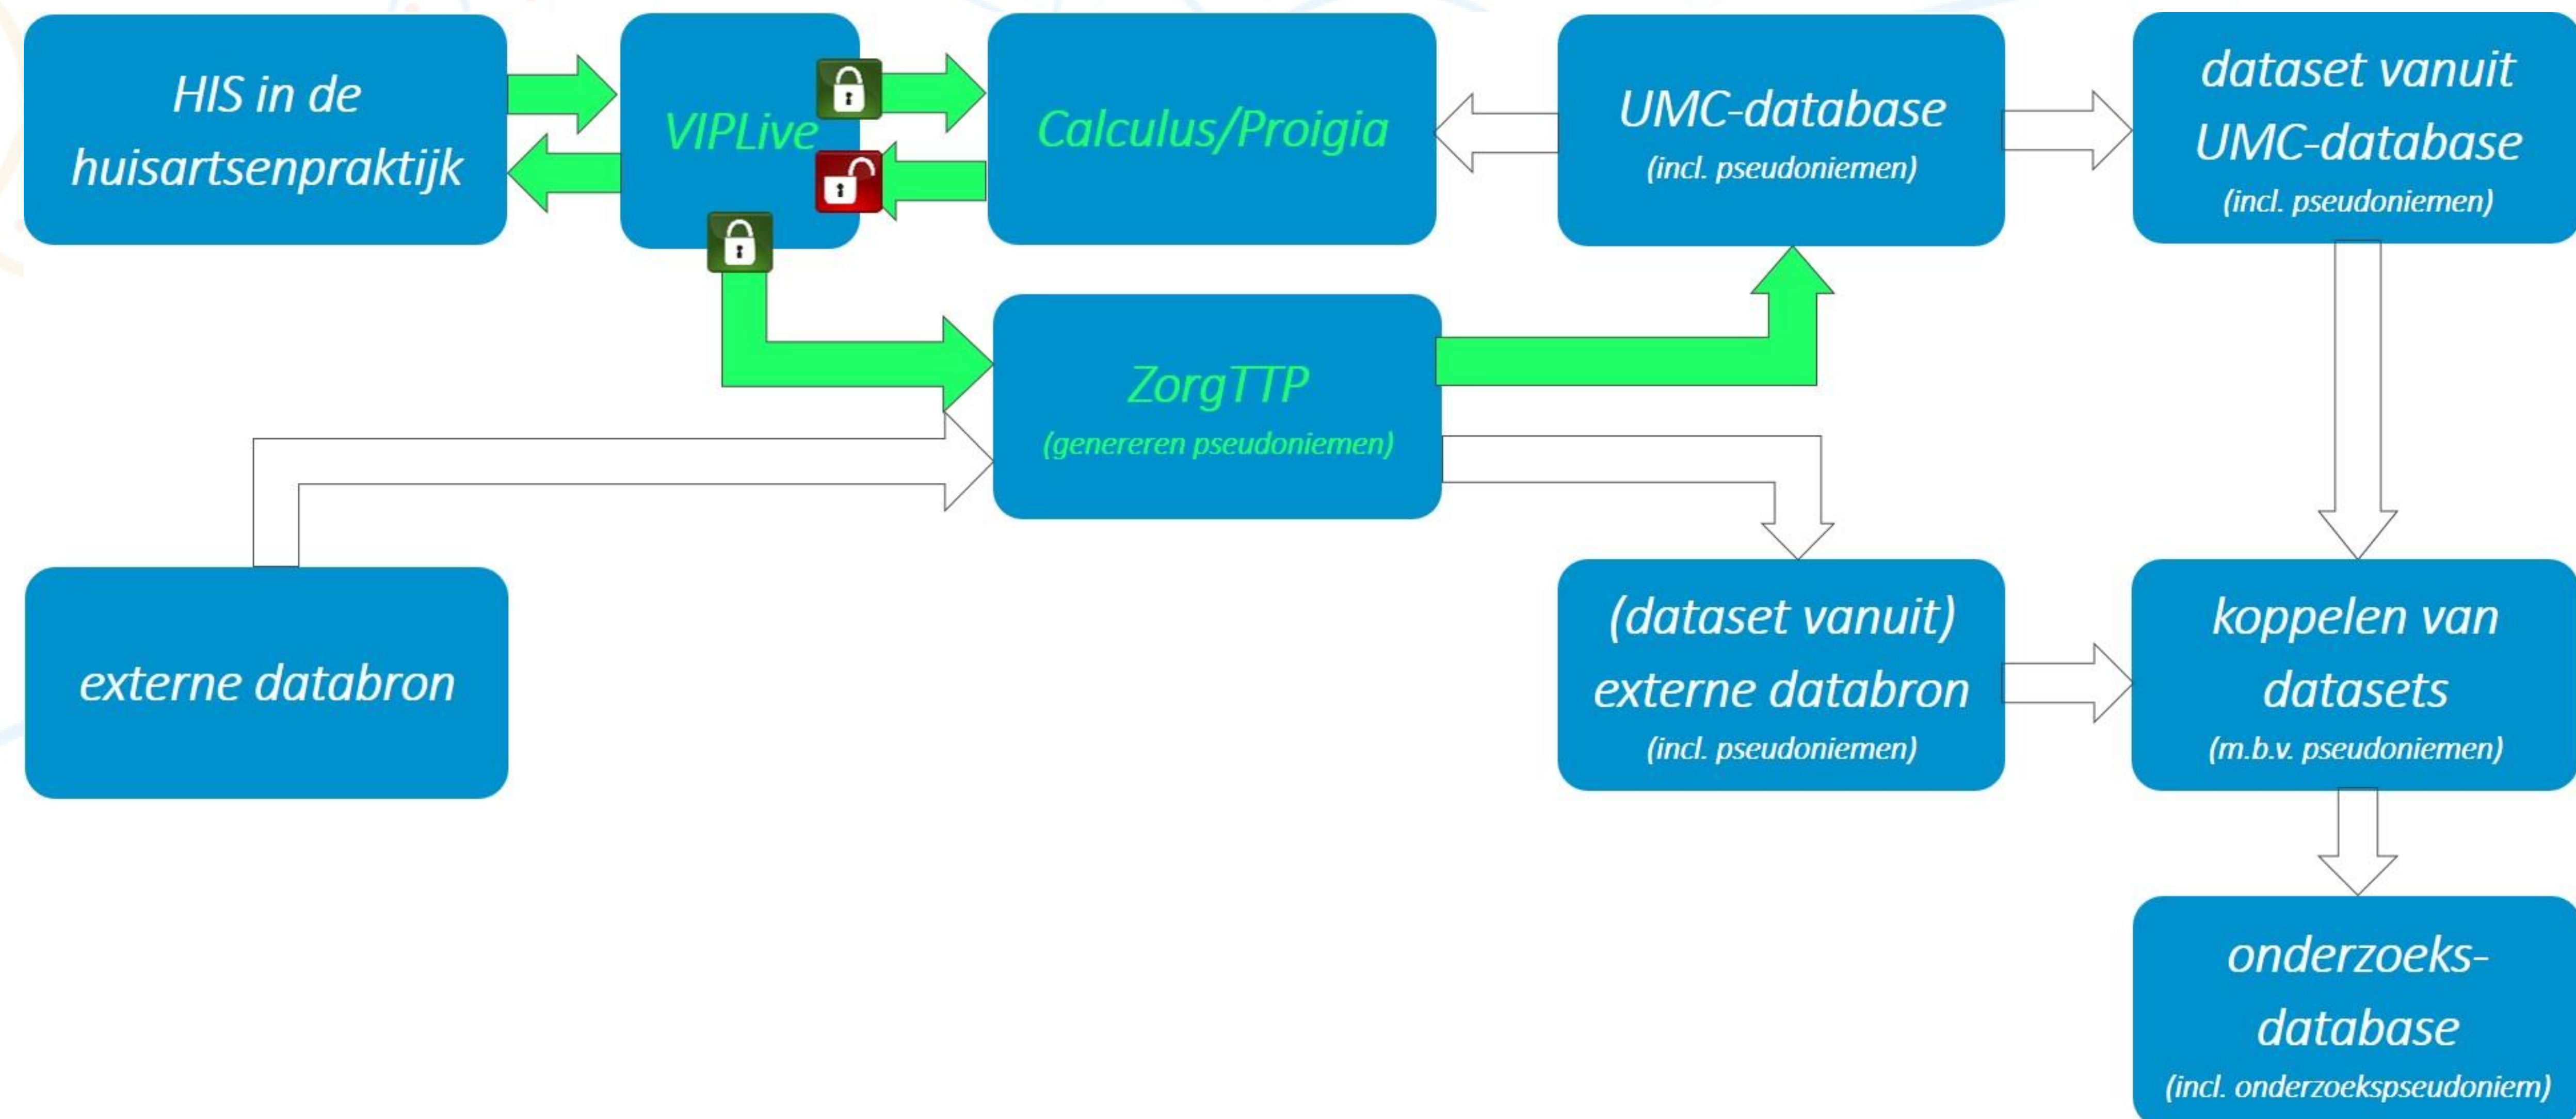 HIS in de
huisartsenpraktijk
VIPLive
Calculus/Proigia
UMC-database
(incl. pseudoniemen)
dataset vanuit
UMC-database
(incl. pseudoniemen)
ZorgTTP
(genereren pseudoniemen)
externe databron
(dataset vanuit)
externe databron
(incl. pseudoniemen)
koppelen van
datasets
(m.b.v. pseudoniemen)
onderzoeks-
database
(incl. onderzoekspseudoniem)